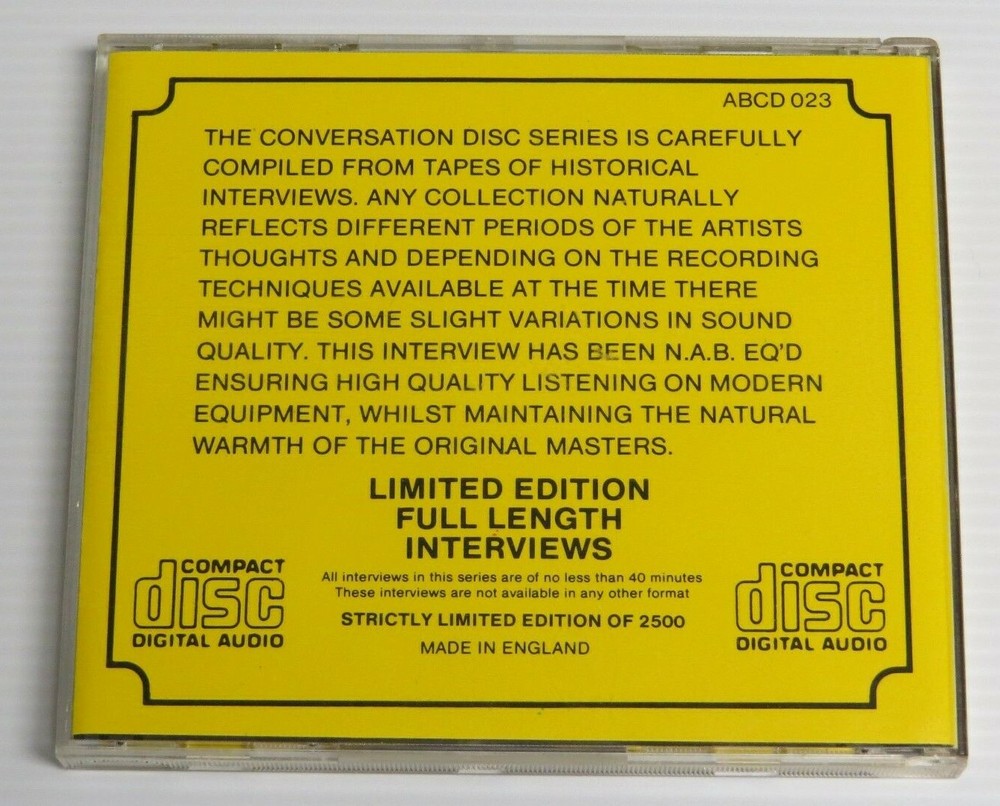 ABCD 023
THE CONVERSATION DISC SERIES IS CAREFULLY
COMPILED FROM TAPES OF HISTORICAL
INTERVIEWS. ANY COLLECTION NATURALLY
REFLECTS DIFFERENT PERIODS OF THE ARTISTS
THOUGHTS AND DEPENDING ON THE RECORDING
TECHNIQUES AVAILABLE AT THE TIME THERE
MIGHT BE SOME SLIGHT VARIATIONS IN SOUND
QUALITY. THIS INTERVIEW HAS BEEN N.A.B. EQ'D
ENSURING HIGH QUALITY LISTENING ON MODERN
EQUIPMENT, WHILST MAINTAINING THE NATURAL
WARMTH OF THE ORIGINAL MASTERS.
LIMITED EDITION
FULL LENGTH
INTERVIEWS
All interviews in this series are of no less than 40 minutes
These interviews are not available in any other format
STRICTLY LIMITED EDITION OF 2500
MADE IN ENGLAND
COMPACT
disc
DIGITAL AUDIO
COMPACT
disc
DIGITAL AUDIO